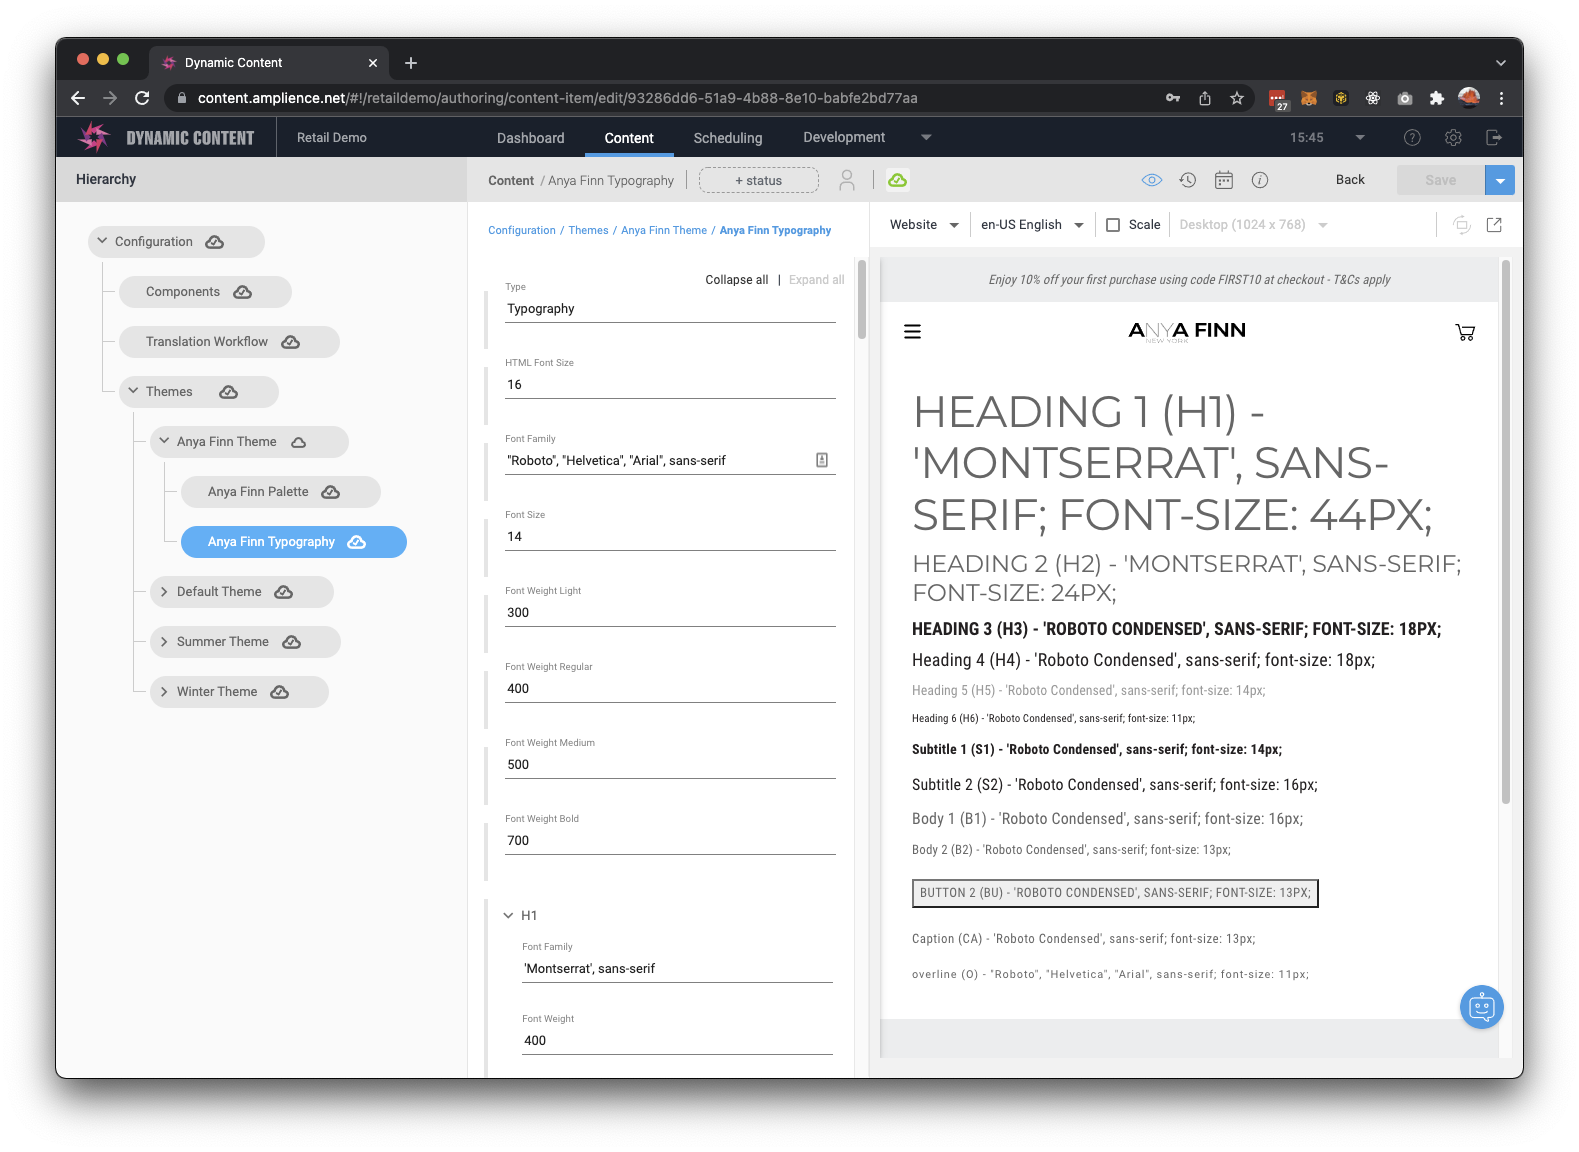 Dynamic Content
content.amplience.net/#!/retaildemo/authoring/content-item/edit/93286dd6-51a9-4b88-8e10-babfe2bd77aa
27
DYNAMIC CONTENT
Retail Demo
Dashboard
Content
Scheduling
Development
15:45
Hierarchy
Content / Anya Finn Typography
+ status
Back
Save
Configuration
Components
Translation Workflow
Themes
Anya Finn Theme
Anya Finn Palette
Anya Finn Typography
Default Theme
Summer Theme
Winter Theme
Configuration / Themes / Anya Finn Theme / Anya Finn Typography
Collapse all | Expand all
Type
Typography
HTML Font Size
16
Font Family
"Roboto", "Helvetica", "Arial", sans-serif
Font Size
14
Font Weight Light
300
Font Weight Regular
400
Font Weight Medium
500
Font Weight Bold
700
H1
Font Family
'Montserrat', sans-serif
Font Weight
400
Website
en-US English
Scale
Desktop (1024 x 768)
Enjoy 10% off your first purchase using code FIRST10 at checkout - T&Cs apply
ANYA FINN
NEW YORK
HEADING 1 (H1) -
'MONTSERRAT', SANS-
SERIF; FONT-SIZE: 44PX;
HEADING 2 (H2) - 'MONTSERRAT', SANS-SERIF;
FONT-SIZE: 24PX;
HEADING 3 (H3) - 'ROBOTO CONDENSED', SANS-SERIF; FONT-SIZE: 18PX;
Heading 4 (H4) - 'Roboto Condensed', sans-serif; font-size: 18px;
Heading 5 (H5) - 'Roboto Condensed', sans-serif; font-size: 14px;
Heading 6 (H6) - 'Roboto Condensed', sans-serif; font-size: 11px;
Subtitle 1 (S1) - 'Roboto Condensed', sans-serif; font-size: 14px;
Subtitle 2 (S2) - 'Roboto Condensed', sans-serif; font-size: 16px;
Body 1 (B1) - 'Roboto Condensed', sans-serif; font-size: 16px;
Body 2 (B2) - 'Roboto Condensed', sans-serif; font-size: 13px;
BUTTON 2 (BU) - 'ROBOTO CONDENSED', SANS-SERIF; FONT-SIZE: 13PX;
Caption (CA) - 'Roboto Condensed', sans-serif; font-size: 13px;
overline (O) - "Roboto", "Helvetica", "Arial", sans-serif; font-size: 11px;